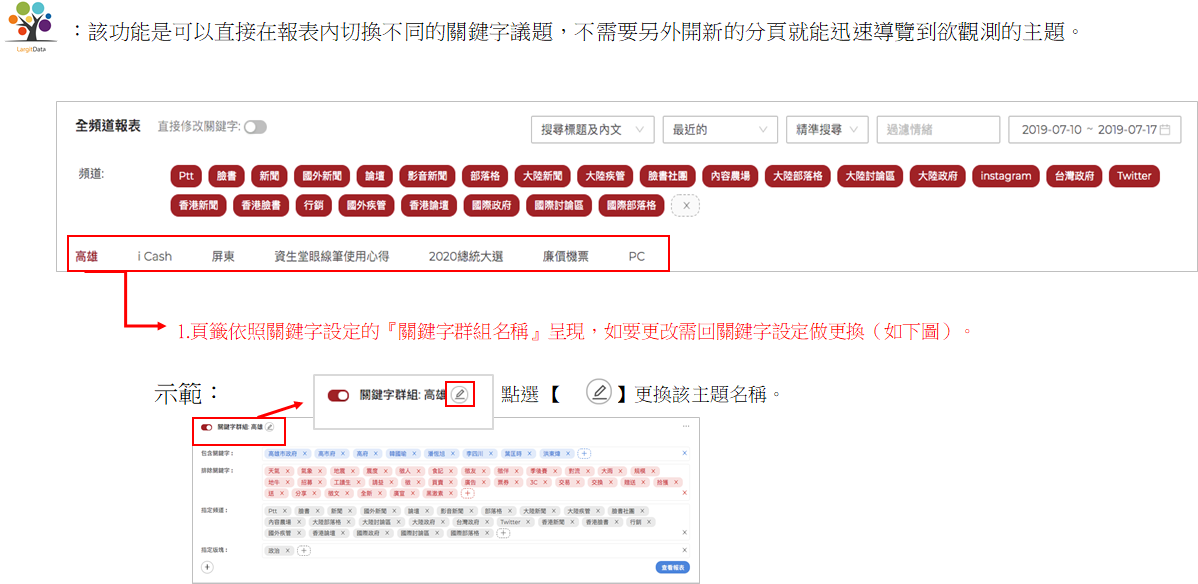 LargitData
：該功能是可以直接在報表內切換不同的關鍵字議題，不需要另外開新的分頁就能迅速導覽到欲觀測的主題。
全頻道報表 直接修改關鍵字: 搜尋標題及內文 最近的 精準搜尋 過濾情緒 2019-07-10 ~ 2019-07-17
頻道: Ptt 臉書 新聞 國外新聞 論壇 影音新聞 部落格 大陸新聞 大陸疾管 臉書社團 內容農場 大陸部落格 大陸討論區 大陸政府 instagram 台灣政府 Twitter
香港新聞 香港臉書 行銷 國外疾管 香港論壇 國際政府 國際討論區 國際部落格 X
高雄 i Cash 屏東 資生堂眼線筆使用心得 2020總統大選 廉價機票 PC
1.頁籤依照關鍵字設定的『關鍵字群組名稱』呈現，如要更改需回關鍵字設定做更換（如下圖）。
示範：
關鍵字群組: 高雄
點選【 】更換該主題名稱。
關鍵字群組: 高雄
包含關鍵字: 高雄市政府 × 高市府 × 高府 × 韓國瑜 × 潘恆旭 × 李四川 × 葉匡時 × 洪東煒 × + ×
排除關鍵字: 天氣 × 氣象 × 地震 × 震度 × 徵人 × 食記 × 徵友 × 徵伴 × 季後賽 × 對流 × 大雨 ×
地牛 × 招募 × 工讀生 × 請益 × 徵 × 買賣 × 廣告 × 票券 × 3C × 交易 × 交換 × 贈送 × 拾獲 ×
送 × 分享 × 徵文 × 全新 × 高激素 × + ×
指定頻道: Ptt × 臉書 × 新聞 × 國外新聞 × 論壇 × 影音新聞 × 部落格 × 大陸新聞 × 大陸疾管 × 臉書社團 ×
內容農場 × 大陸部落格 × 大陸討論區 × 大陸政府 × 台灣政府 × Twitter × 香港新聞 × 香港臉書 × 行銷 ×
國外疾管 × 香港論壇 × 國際政府 × 國際討論區 × 國際部落格 × + ×
指定版塊: 政治 × + ×
+ 查看報表